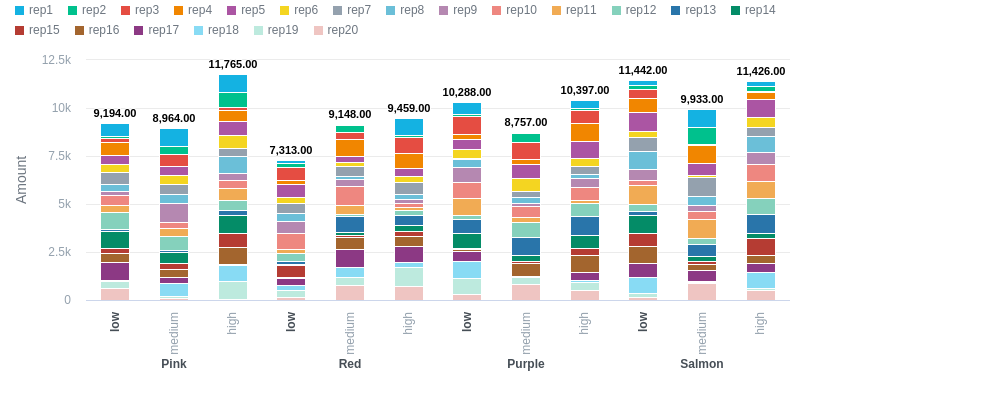 rep1 rep2 rep3 rep4 rep5 rep6 rep7 rep8 rep9 rep10 rep11 rep12 rep13 rep14
rep15 rep16 rep17 rep18 rep19 rep20
Amount
12.5k
10k
7.5k
5k
2.5k
0
9,194.00 8,964.00 11,765.00 7,313.00 9,148.00 9,459.00 10,288.00 8,757.00 10,397.00 11,442.00 9,933.00 11,426.00
low medium high low medium high low medium high low medium high
Pink Red Purple Salmon